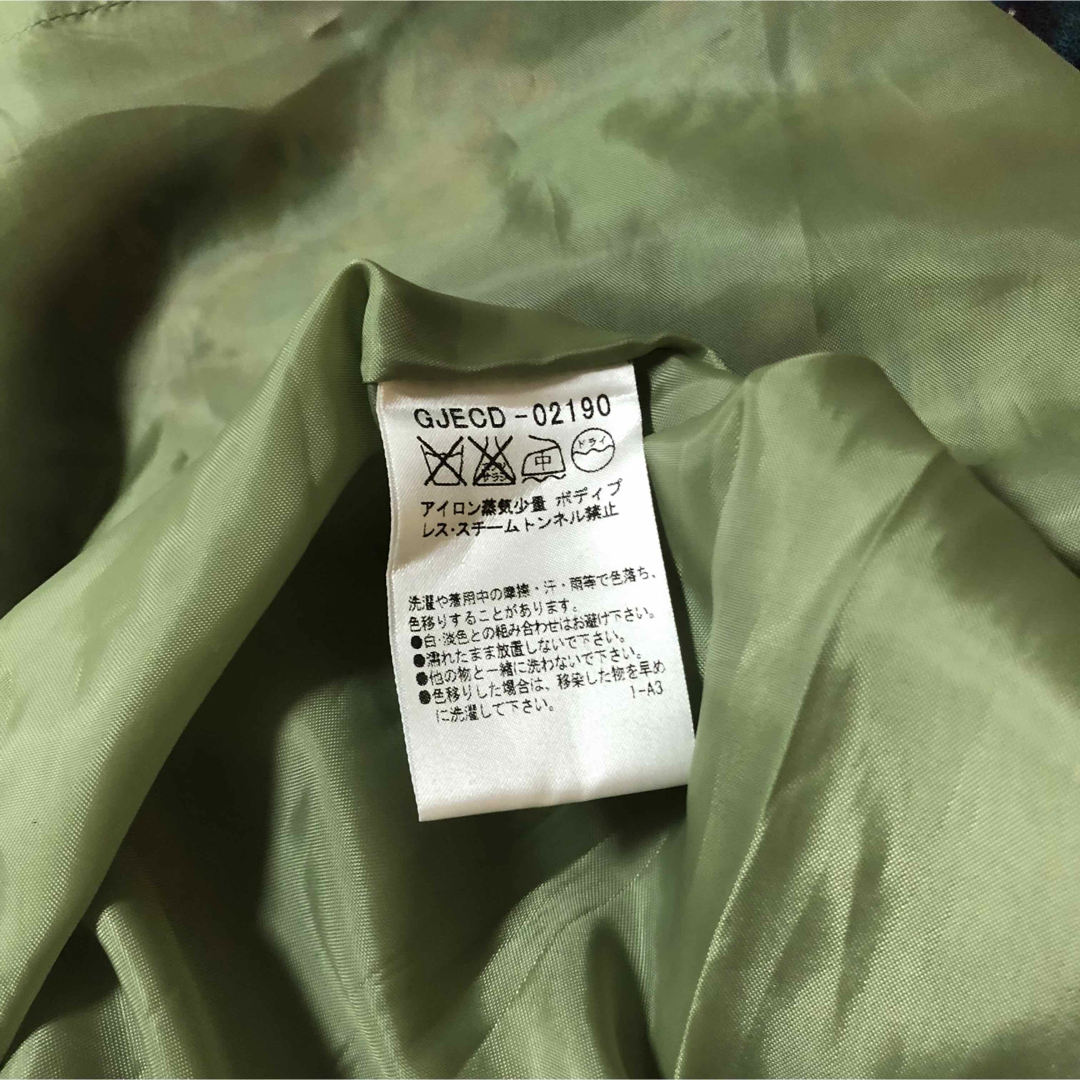 GJECD-02190
中 ドライ
アイロン蒸気少量 ボディプ
レス・スチームトンネル禁止
洗濯や着用中の摩擦・汗・雨等で色落ち、
色移りすることがあります。
●白・淡色との組み合わせはお避け下さい。
●濡れたまま放置しないで下さい。
●他の物と一緒に洗わないで下さい。
●色移りした場合は、移染した物を早め
に洗濯して下さい。
1-A3